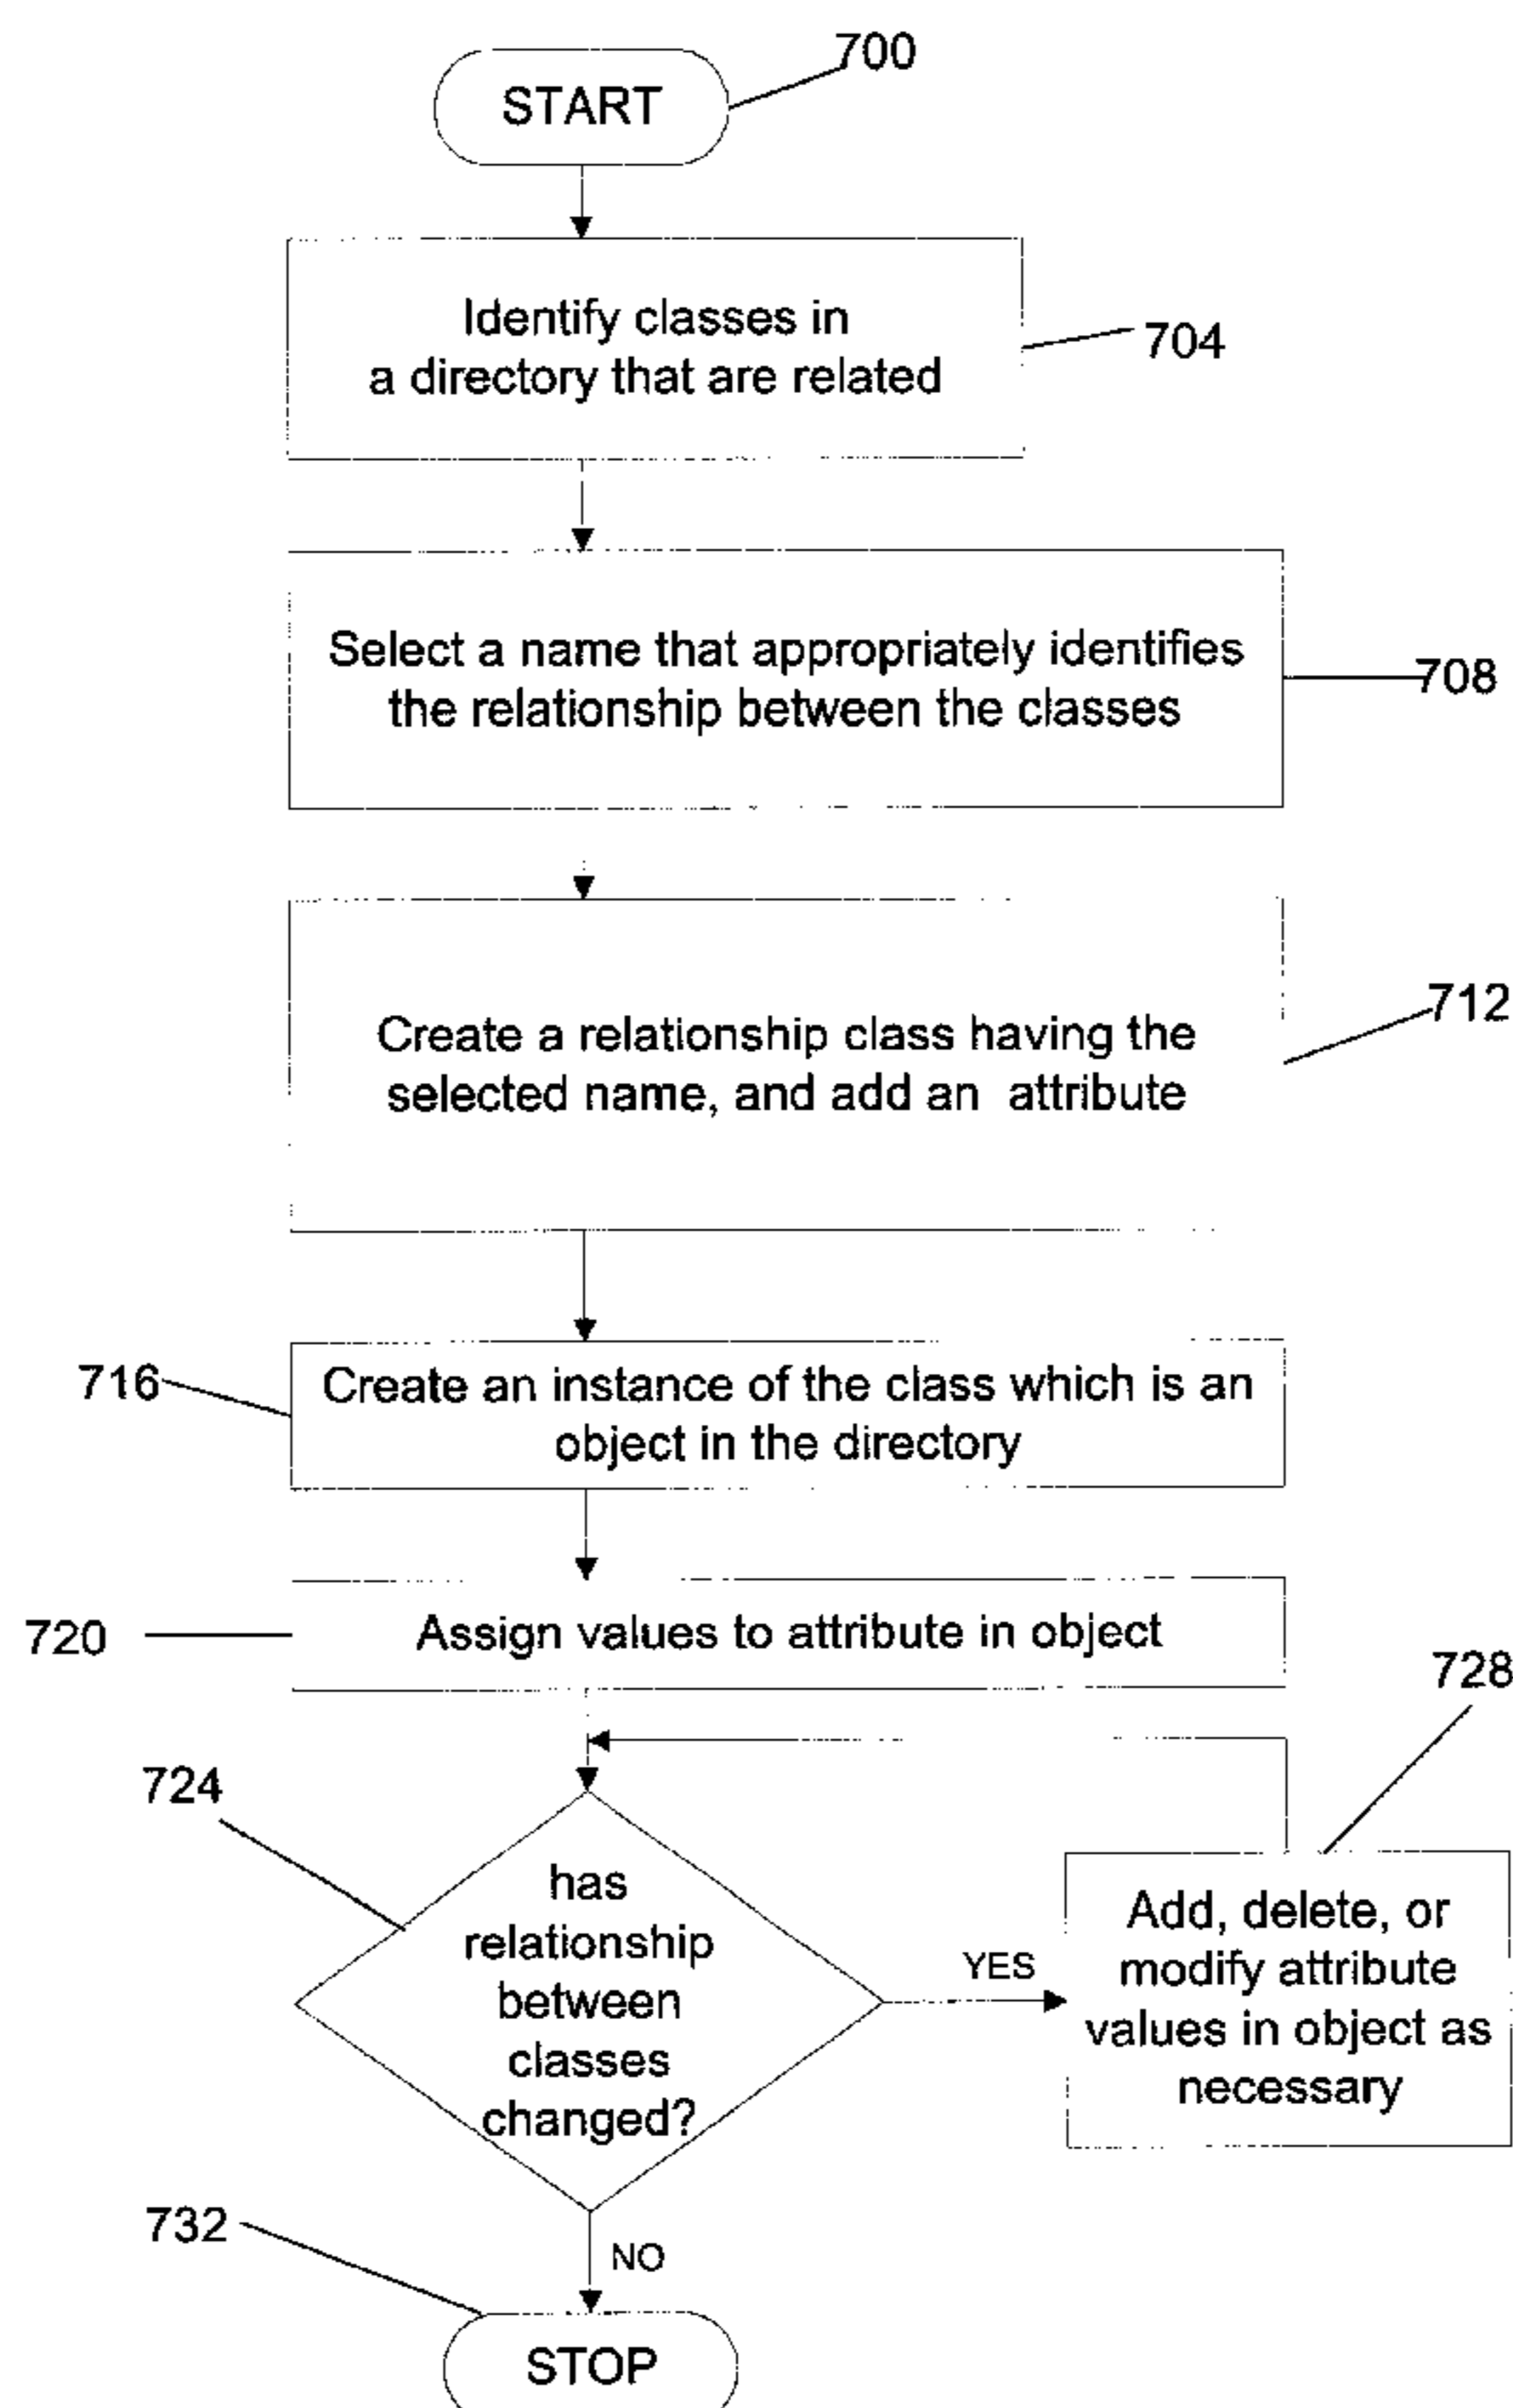 700
START
Identify classes in
a directory that are related
704
Select a name that appropriately identifies
the relationship between the classes
708
712
Create a relationship class having the
selected name, and add an attribute
716
Create an instance of the class which is an
object in the directory
720
Assign values to attribute in object
728
724
has
relationship
between
classes
changed?
YES
Add, delete, or
modify attribute
values in object as
necessary
732
NO
STOP